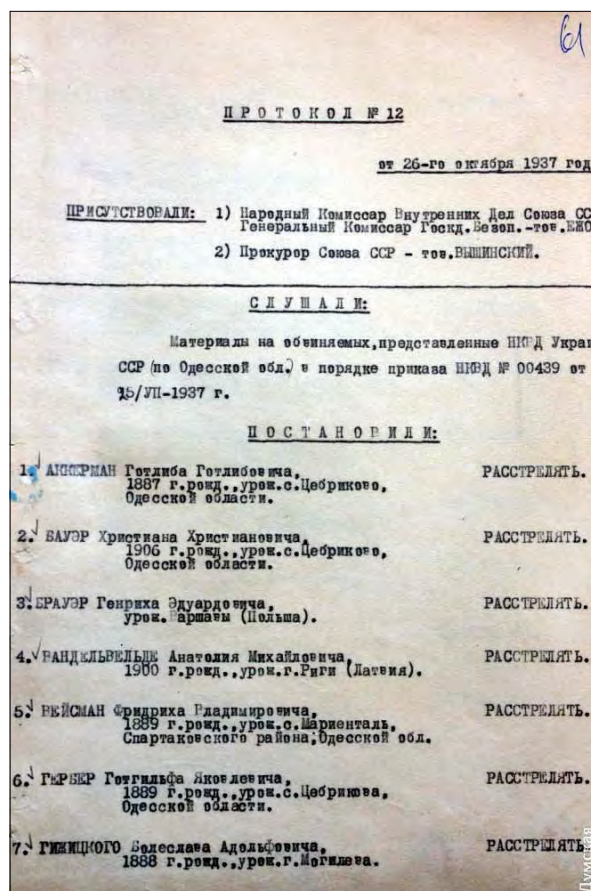 61
ПРОТОКОЛ № 12
от 26-го октября 1937 год
ПРИСУТСТВОВАЛИ: 1) Народный Комиссар Внутренних Дел Союза СС
Генеральный Комиссар Госуд.Безоп.-тов.ЕЖО
2) Прокурор Союза ССР - тов.ВЫШИНСКИЙ.
СЛУШАЛИ:
Материалы на обвиняемых,представленные НКВД Украи
ССР (по Одесской обл.) в порядке приказа НКВД № 00439 от
25/УП-1937 г.
ПОСТАНОВИЛИ:
1. АККЕРМАН Готлиба Готлибовича, РАССТРЕЛЯТЬ.
1887 г.рожд.,урож.с.Цебриково,
Одесской области.
2. БАУЭР Христиана Христиановича, РАССТРЕЛЯТЬ.
1906 г.рожд.,урож.с.Цебриково,
Одесской области.
3. БРАУЭР Генриха Эдуардовича, РАССТРЕЛЯТЬ.
урож.Варшавы (Польша).
4. ВАНДЕЛЬВЕЛЬДЕ Анатолия Михайловича, РАССТРЕЛЯТЬ.
1900 г.рожд.,урож.г.Риги (Латвия).
5. ВЕЙСМАН Фридриха Владимировича, РАССТРЕЛЯТЬ.
1889 г.рожд.,урож.с.Мариенталь,
Спартаковского района,Одесской обл.
6. ГЕРБЕР Готгильфа Яковлевича, РАССТРЕЛЯТЬ.
1889 г.рожд.,урож.с.Цебрикова,
Одесской области.
7. ГИЖИЦКОГО Болеслава Адольфовича, РАССТРЕЛЯТЬ
1888 г.рожд.,урож.г.Могилева.
Думская